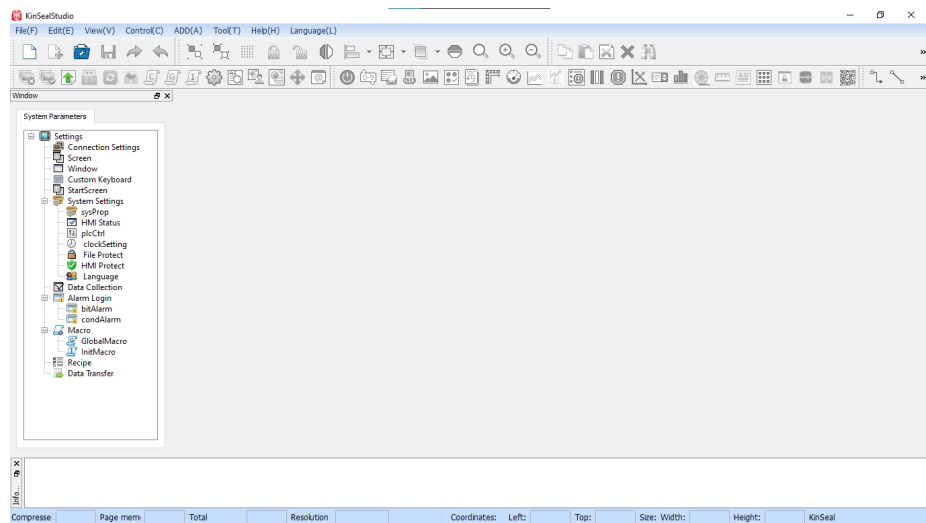 KinSealStudio
File(F) Edit(E) View(V) Control(C) ADD(A) Tool(T) Help(H) Language(L)
Window
System Parameters
Settings
Connection Settings
Screen
Window
Custom Keyboard
StartScreen
System Settings
sysProp
HMI Status
plcCtrl
clockSetting
File Protect
HMI Protect
Language
Data Collection
Alarm Login
bitAlarm
condAlarm
Macro
GlobalMacro
InitMacro
Recipe
Data Transfer
Info...
Compresse Page mem Total Resolution Coordinates: Left: Top: Size: Width: Height: KinSeal